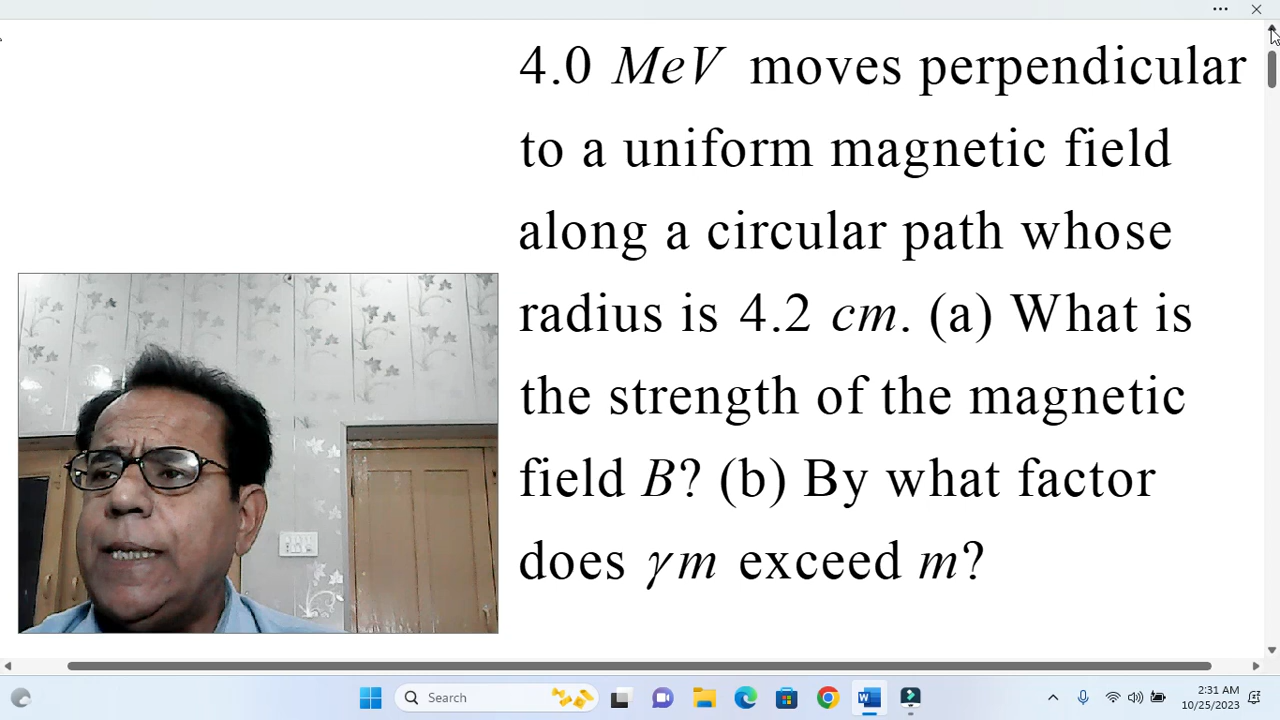 4.0 MeV moves perpendicular
to a uniform magnetic field
along a circular path whose
radius is 4.2 cm. (a) What is
the strength of the magnetic
field B? (b) By what factor
does γm exceed m?
Search
2:31 AM
10/25/2023